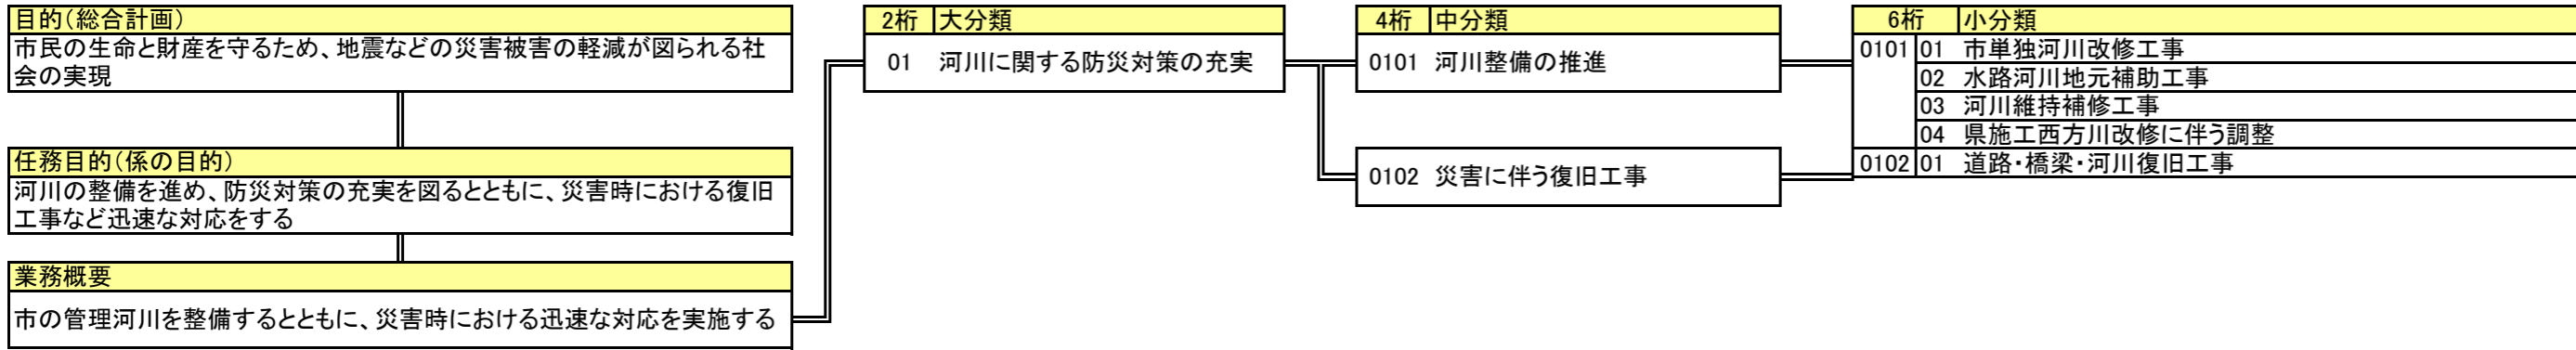 目的(総合計画)
市民の生命と財産を守るため、地震などの災害被害の軽減が図られる社
会の実現
任務目的(係の目的)
河川の整備を進め、防災対策の充実を図るとともに、災害時における復旧
工事など迅速な対応をする
業務概要
市の管理河川を整備するとともに、災害時における迅速な対応を実施する
2桁 大分類
01 河川に関する防災対策の充実
4桁 中分類
0101 河川整備の推進
0102 災害に伴う復旧工事
6桁 小分類
0101 01 市単独河川改修工事
02 水路河川地元補助工事
03 河川維持補修工事
04 県施工西方川改修に伴う調整
0102 01 道路・橋梁・河川復旧工事